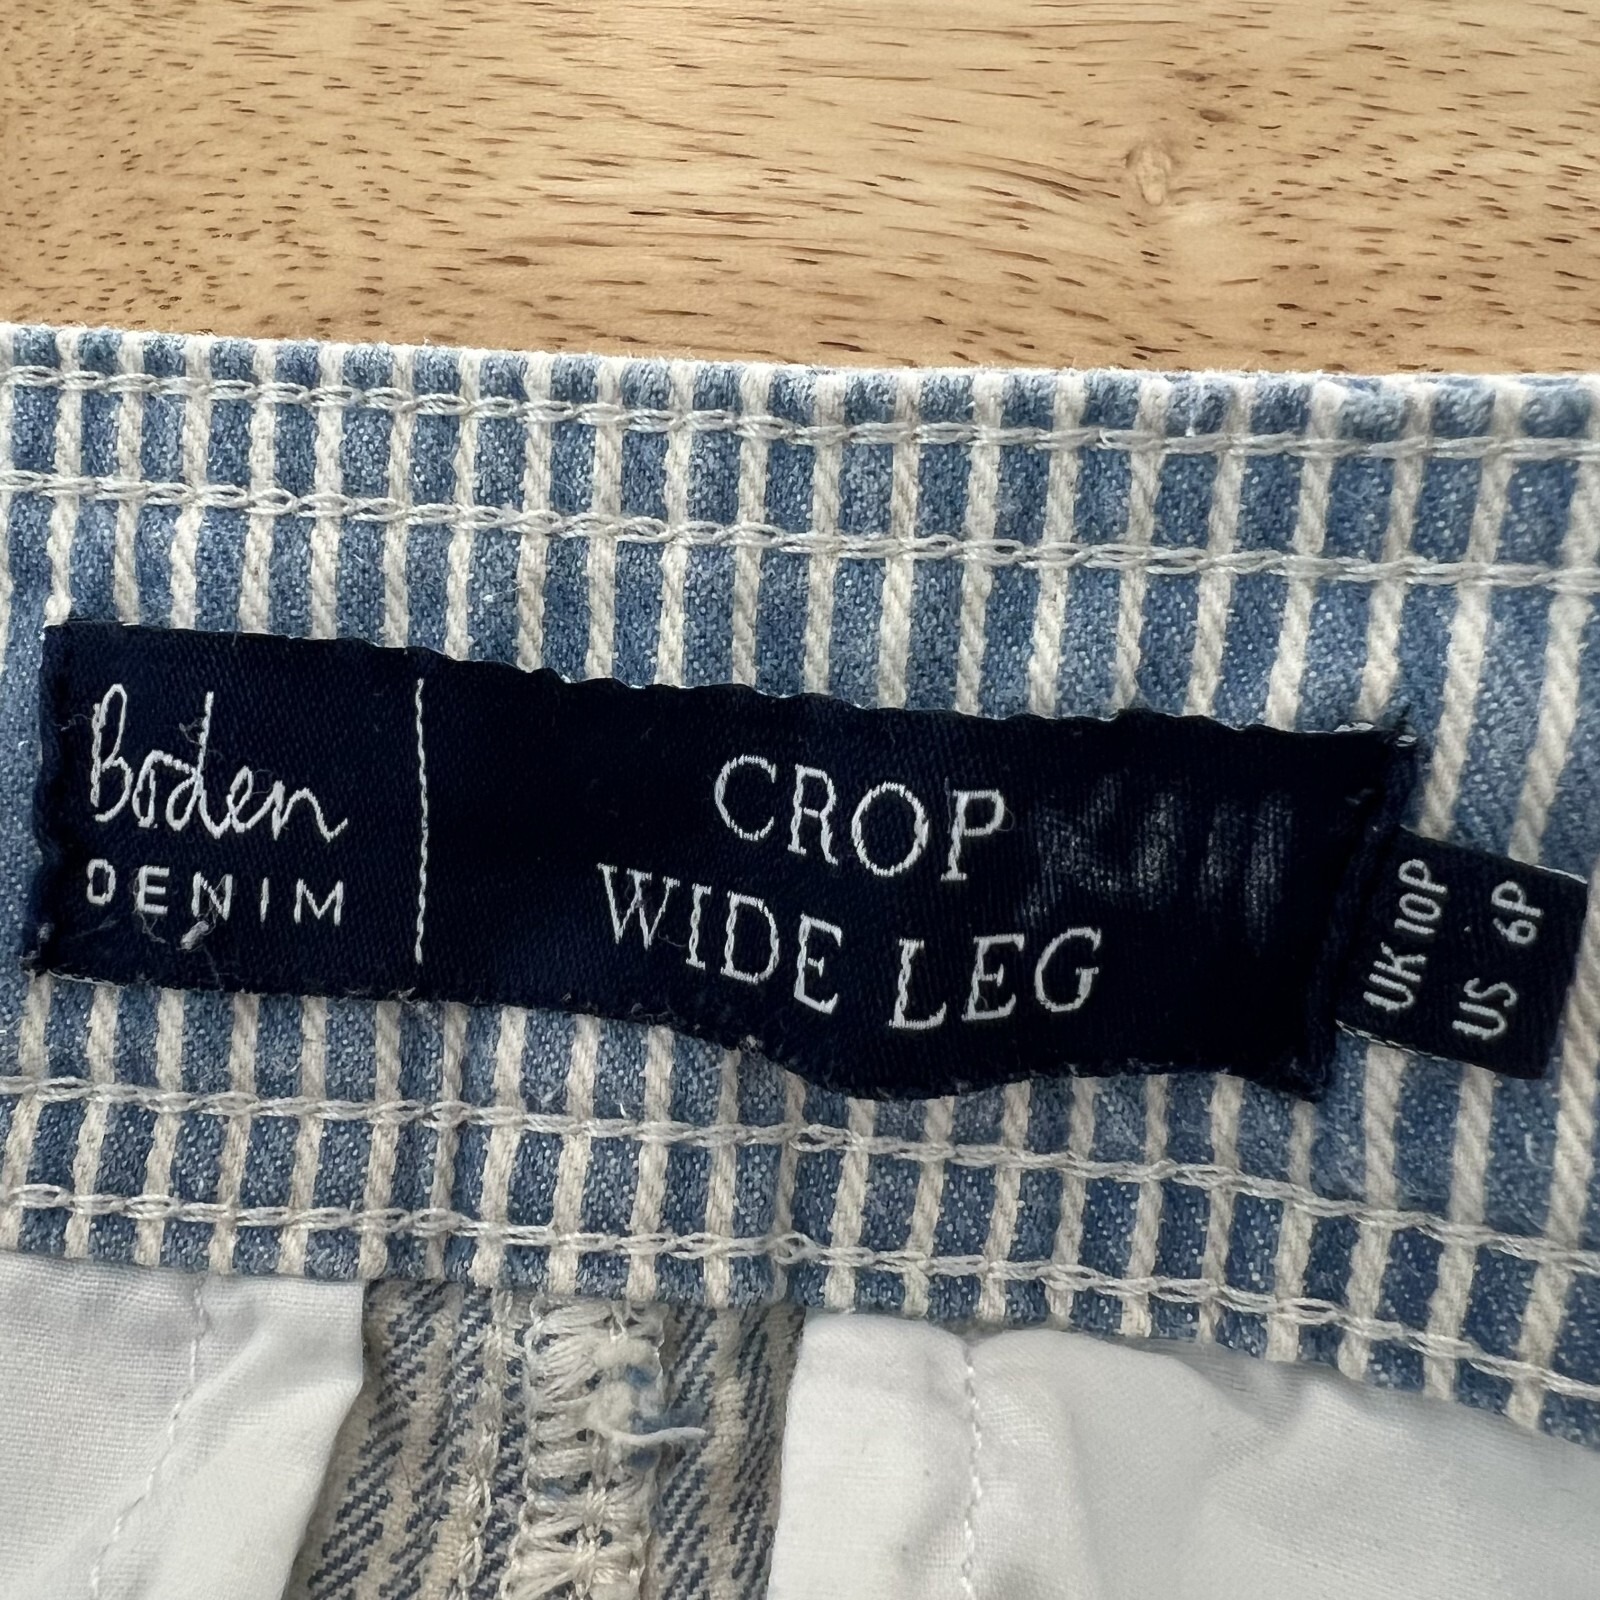 Boden
DENIM
CROP
WIDE LEG
UK 10P
US 6P